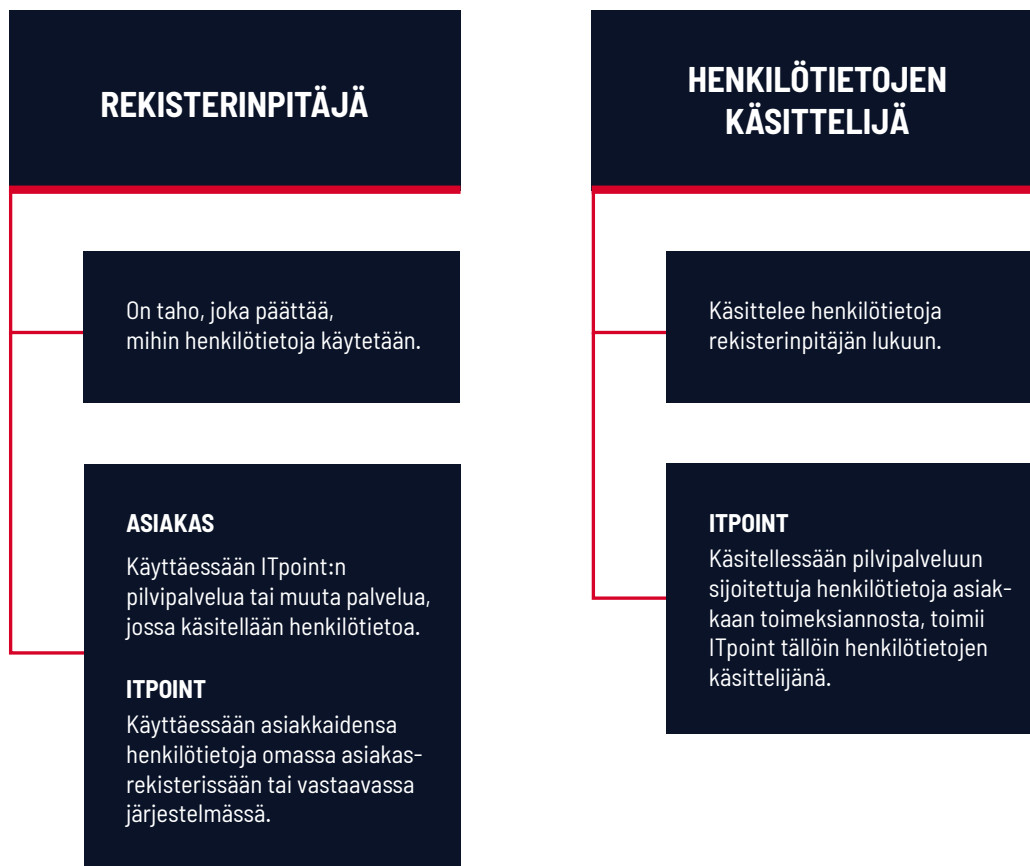 REKISTERINPITÄJÄ
On taho, joka päättää,
mihin henkilötietoja käytetään.
ASIAKAS
Käyttäessään ITpoint:n
pilvipalvelua tai muuta palvelua,
jossa käsitellään henkilötietoa.
ITPOINT
Käyttäessään asiakkaidensa
henkilötietoja omassa asiakas-
rekisterissään tai vastaavassa
järjestelmässä.
HENKILÖTIETOJEN
KÄSITTELIJÄ
Käsittelee henkilötietoja
rekisterinpitäjän lukuun.
ITPOINT
Käsitellessään pilvipalveluun
sijoitettuja henkilötietoja asiak-
kaan toimeksiannosta, toimii
ITpoint tällöin henkilötietojen
käsittelijänä.